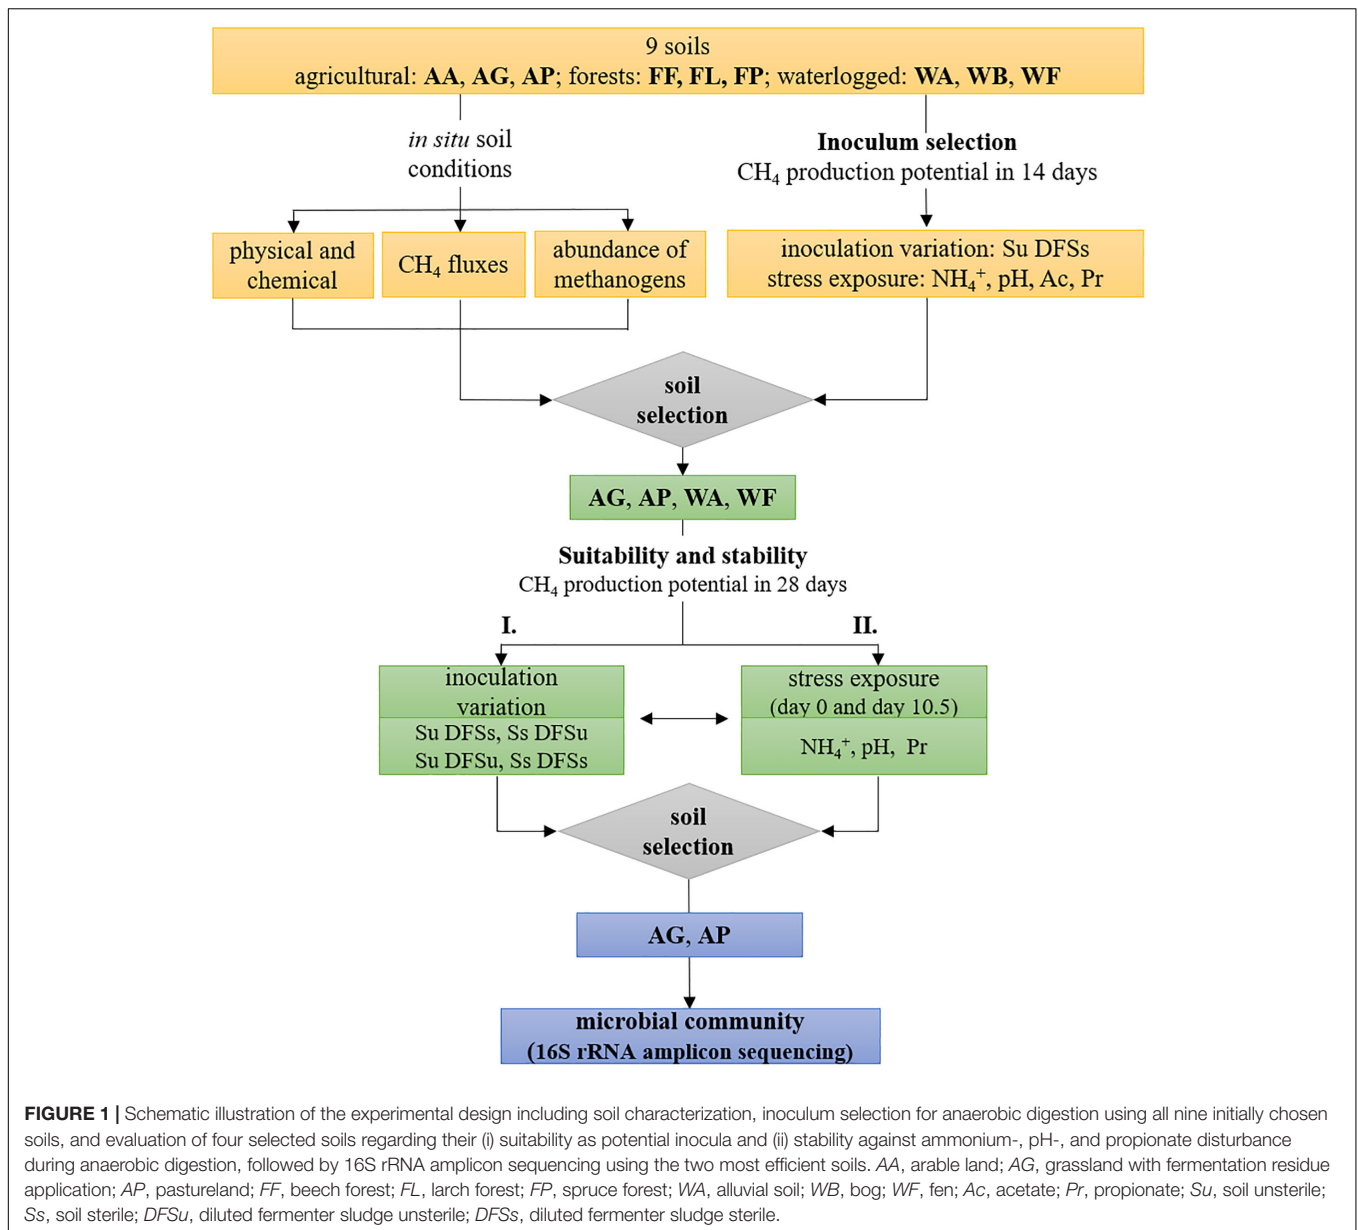 9 soils
agricultural: AA, AG, AP; forests: FF, FL, FP; waterlogged: WA, WB, WF
in situ soil
conditions
Inoculum selection
CH₄ production potential in 14 days
physical and
chemical
CH₄ fluxes
abundance of
methanogens
inoculation variation: Su DFSs
stress exposure: NH₄⁺, pH, Ac, Pr
soil
selection
AG, AP, WA, WF
Suitability and stability
CH₄ production potential in 28 days
I.
II.
inoculation
variation
Su DFSs, Ss DFSu
Su DFSu, Ss DFSs
stress exposure
(day 0 and day 10.5)
NH₄⁺, pH, Pr
soil
selection
AG, AP
microbial community
(16S rRNA amplicon sequencing)
FIGURE 1 | Schematic illustration of the experimental design including soil characterization, inoculum selection for anaerobic digestion using all nine initially chosen
soils, and evaluation of four selected soils regarding their (i) suitability as potential inocula and (ii) stability against ammonium-, pH-, and propionate disturbance
during anaerobic digestion, followed by 16S rRNA amplicon sequencing using the two most efficient soils. AA, arable land; AG, grassland with fermentation residue
application; AP, pastureland; FF, beech forest; FL, larch forest; FP, spruce forest; WA, alluvial soil; WB, bog; WF, fen; Ac, acetate; Pr, propionate; Su, soil unsterile;
Ss, soil sterile; DFSu, diluted fermenter sludge unsterile; DFSs, diluted fermenter sludge sterile.